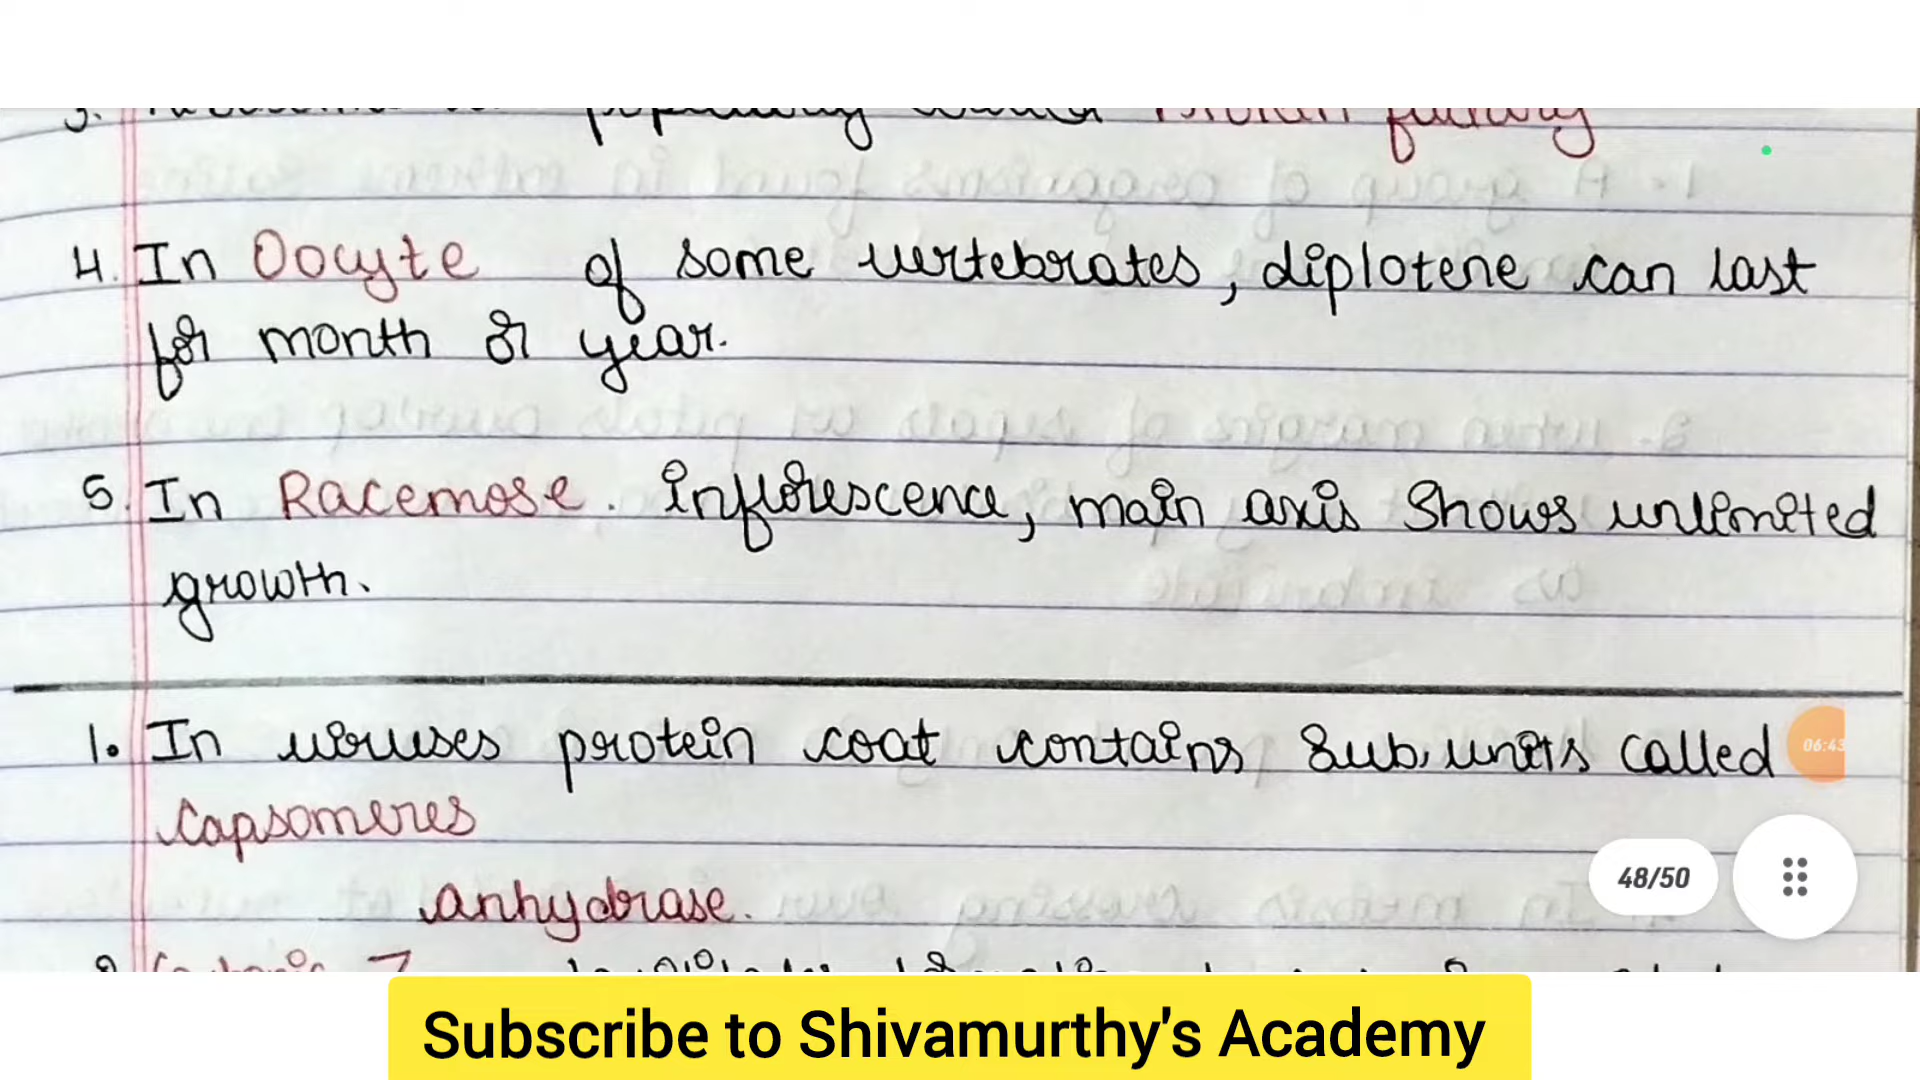 4. In Oocyte of some vertebrates, diplotene can last
for month or year.
5. In Racemose. inflorescence, main axis shows unlimited
growth.
1. In viruses protein coat contains sub, units called
Capsomeres
anhydrase.
06:43
48/50
Subscribe to Shivamurthy's Academy